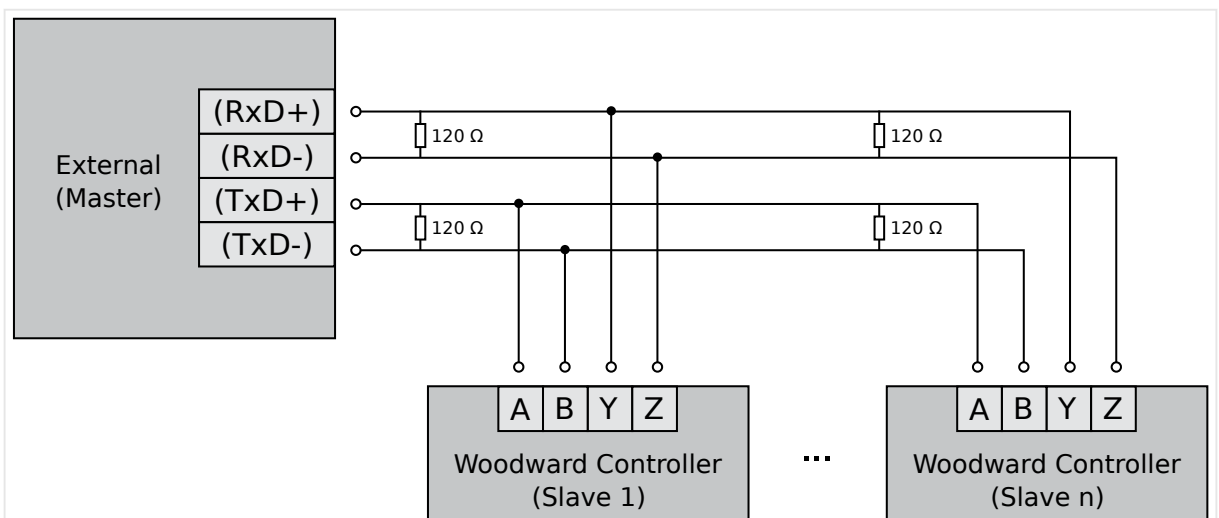 (RxD+)
120 Ω
120 Ω
External
(Master)
(RxD-)
(TxD+)
120 Ω
120 Ω
(TxD-)
A B Y Z
A B Y Z
Woodward Controller
(Slave 1)
...
Woodward Controller
(Slave n)